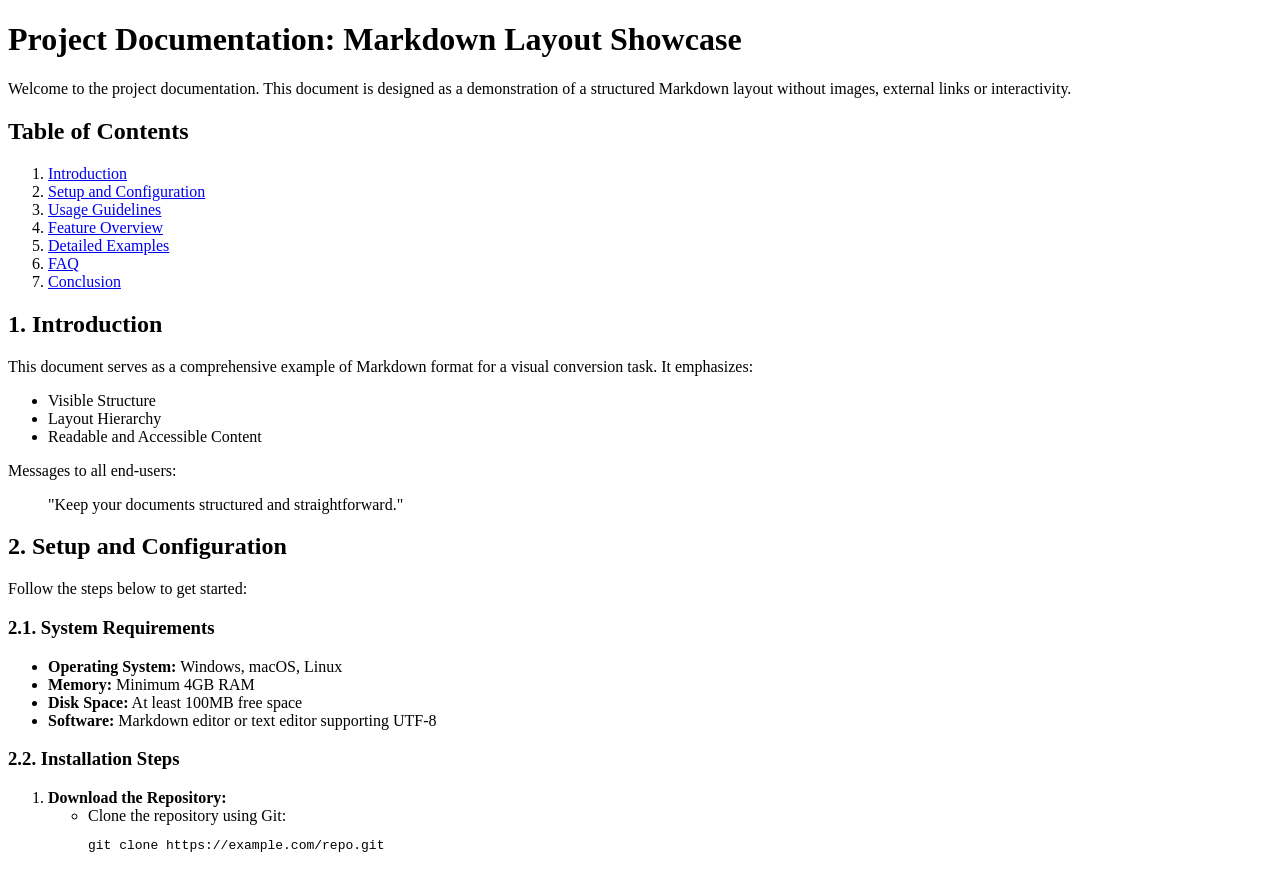 Project Documentation: Markdown Layout Showcase
Welcome to the project documentation. This document is designed as a demonstration of a structured Markdown layout without images, external links or interactivity.
Table of Contents
1. Introduction
2. Setup and Configuration
3. Usage Guidelines
4. Feature Overview
5. Detailed Examples
6. FAQ
7. Conclusion
1. Introduction
This document serves as a comprehensive example of Markdown format for a visual conversion task. It emphasizes:
• Visible Structure
• Layout Hierarchy
• Readable and Accessible Content
Messages to all end-users:
"Keep your documents structured and straightforward."
2. Setup and Configuration
Follow the steps below to get started:
2.1. System Requirements
• Operating System: Windows, macOS, Linux
• Memory: Minimum 4GB RAM
• Disk Space: At least 100MB free space
• Software: Markdown editor or text editor supporting UTF-8
2.2. Installation Steps
1. Download the Repository:
◦ Clone the repository using Git:
git clone https://example.com/repo.git